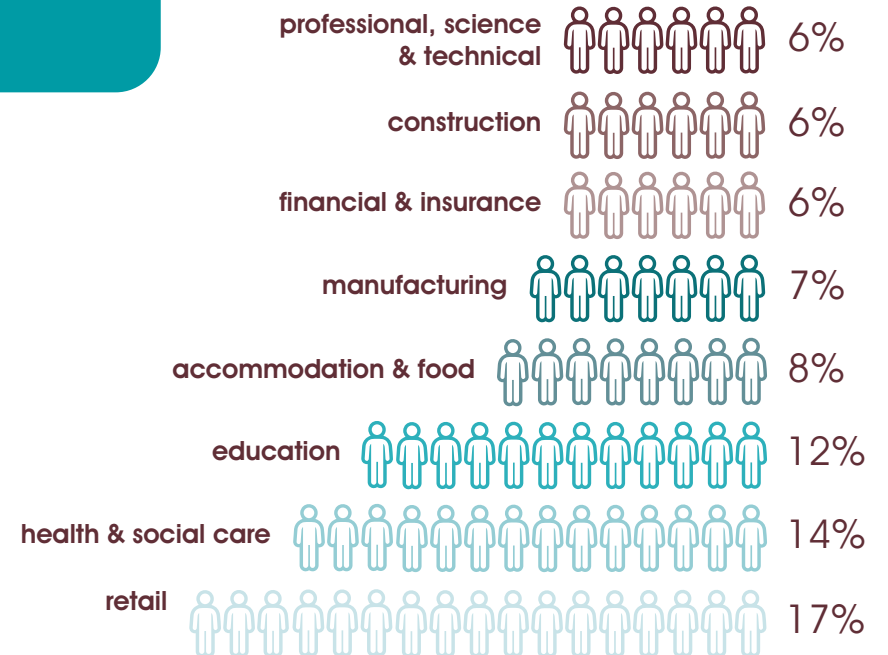 professional, science 6%
& technical
construction 6%
financial & insurance 6%
manufacturing 7%
accommodation & food 8%
education 12%
health & social care 14%
retail 17%